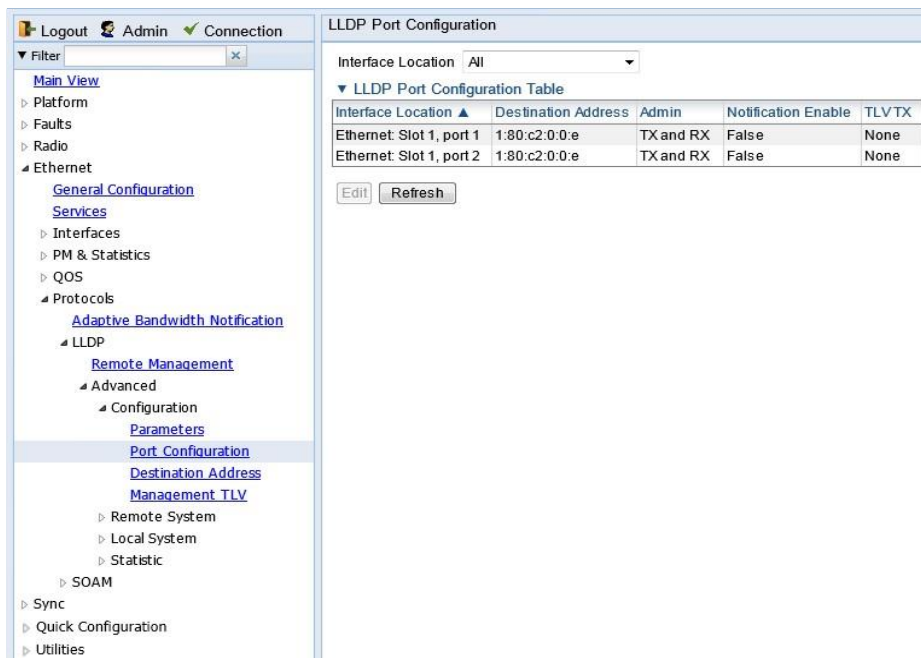 Logout Admin Connection
Filter
Main View
Platform
Faults
Radio
Ethernet
General Configuration
Services
Interfaces
PM & Statistics
QOS
Protocols
Adaptive Bandwidth Notification
LLDP
Remote Management
Advanced
Configuration
Parameters
Port Configuration
Destination Address
Management TLV
Remote System
Local System
Statistic
SOAM
Sync
Quick Configuration
Utilities
LLDP Port Configuration
Interface Location All
LLDP Port Configuration Table
Interface Location ▲ Destination Address Admin Notification Enable TLV TX
Ethernet: Slot 1, port 1 1:80:c2:0:0:e TX and RX False None
Ethernet: Slot 1, port 2 1:80:c2:0:0:e TX and RX False None
Edit Refresh